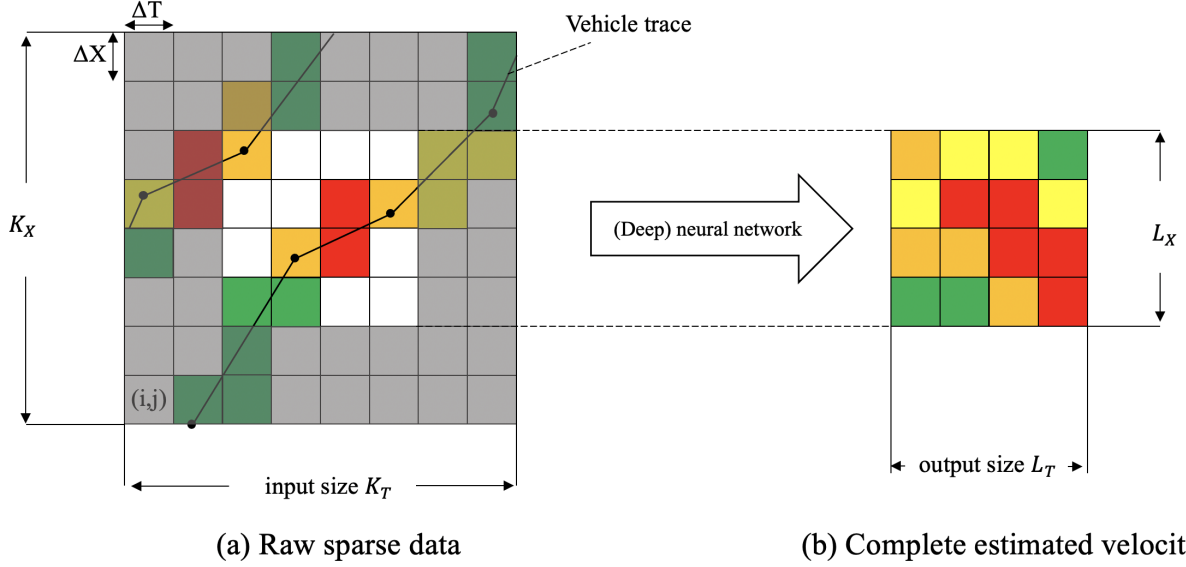 ΔT
Vehicle trace
ΔX
K_X
(Deep) neural network
L_X
(i,j)
input size K_T
output size L_T
(a) Raw sparse data
(b) Complete estimated velocit